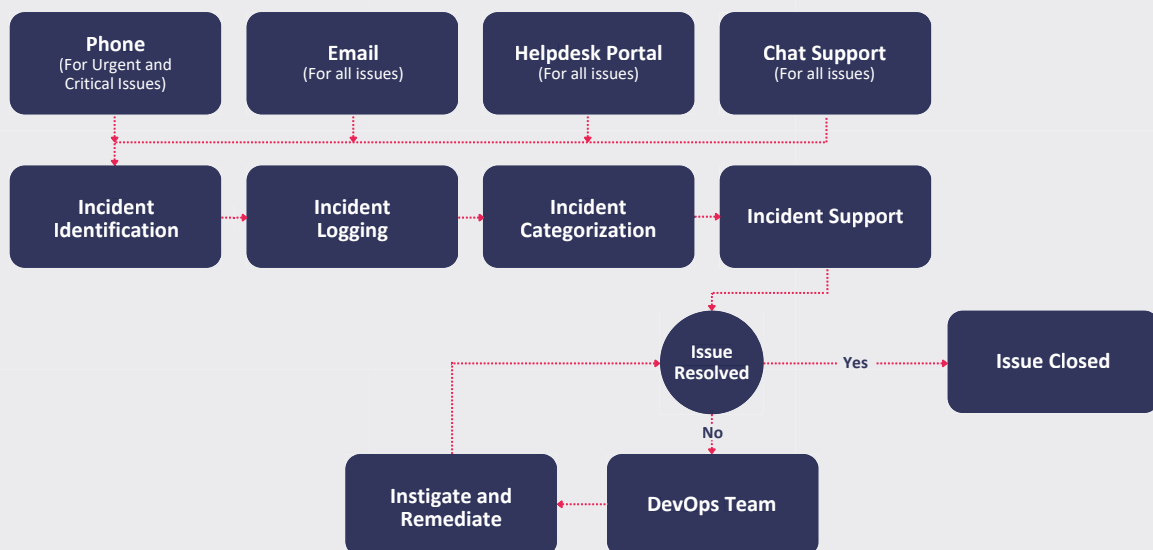 Phone
(For Urgent and
Critical Issues)
Email
(For all issues)
Helpdesk Portal
(For all issues)
Chat Support
(For all issues)
Incident
Identification
Incident
Logging
Incident
Categorization
Incident Support
Issue
Resolved
Yes
Issue Closed
No
Instigate and
Remediate
DevOps Team